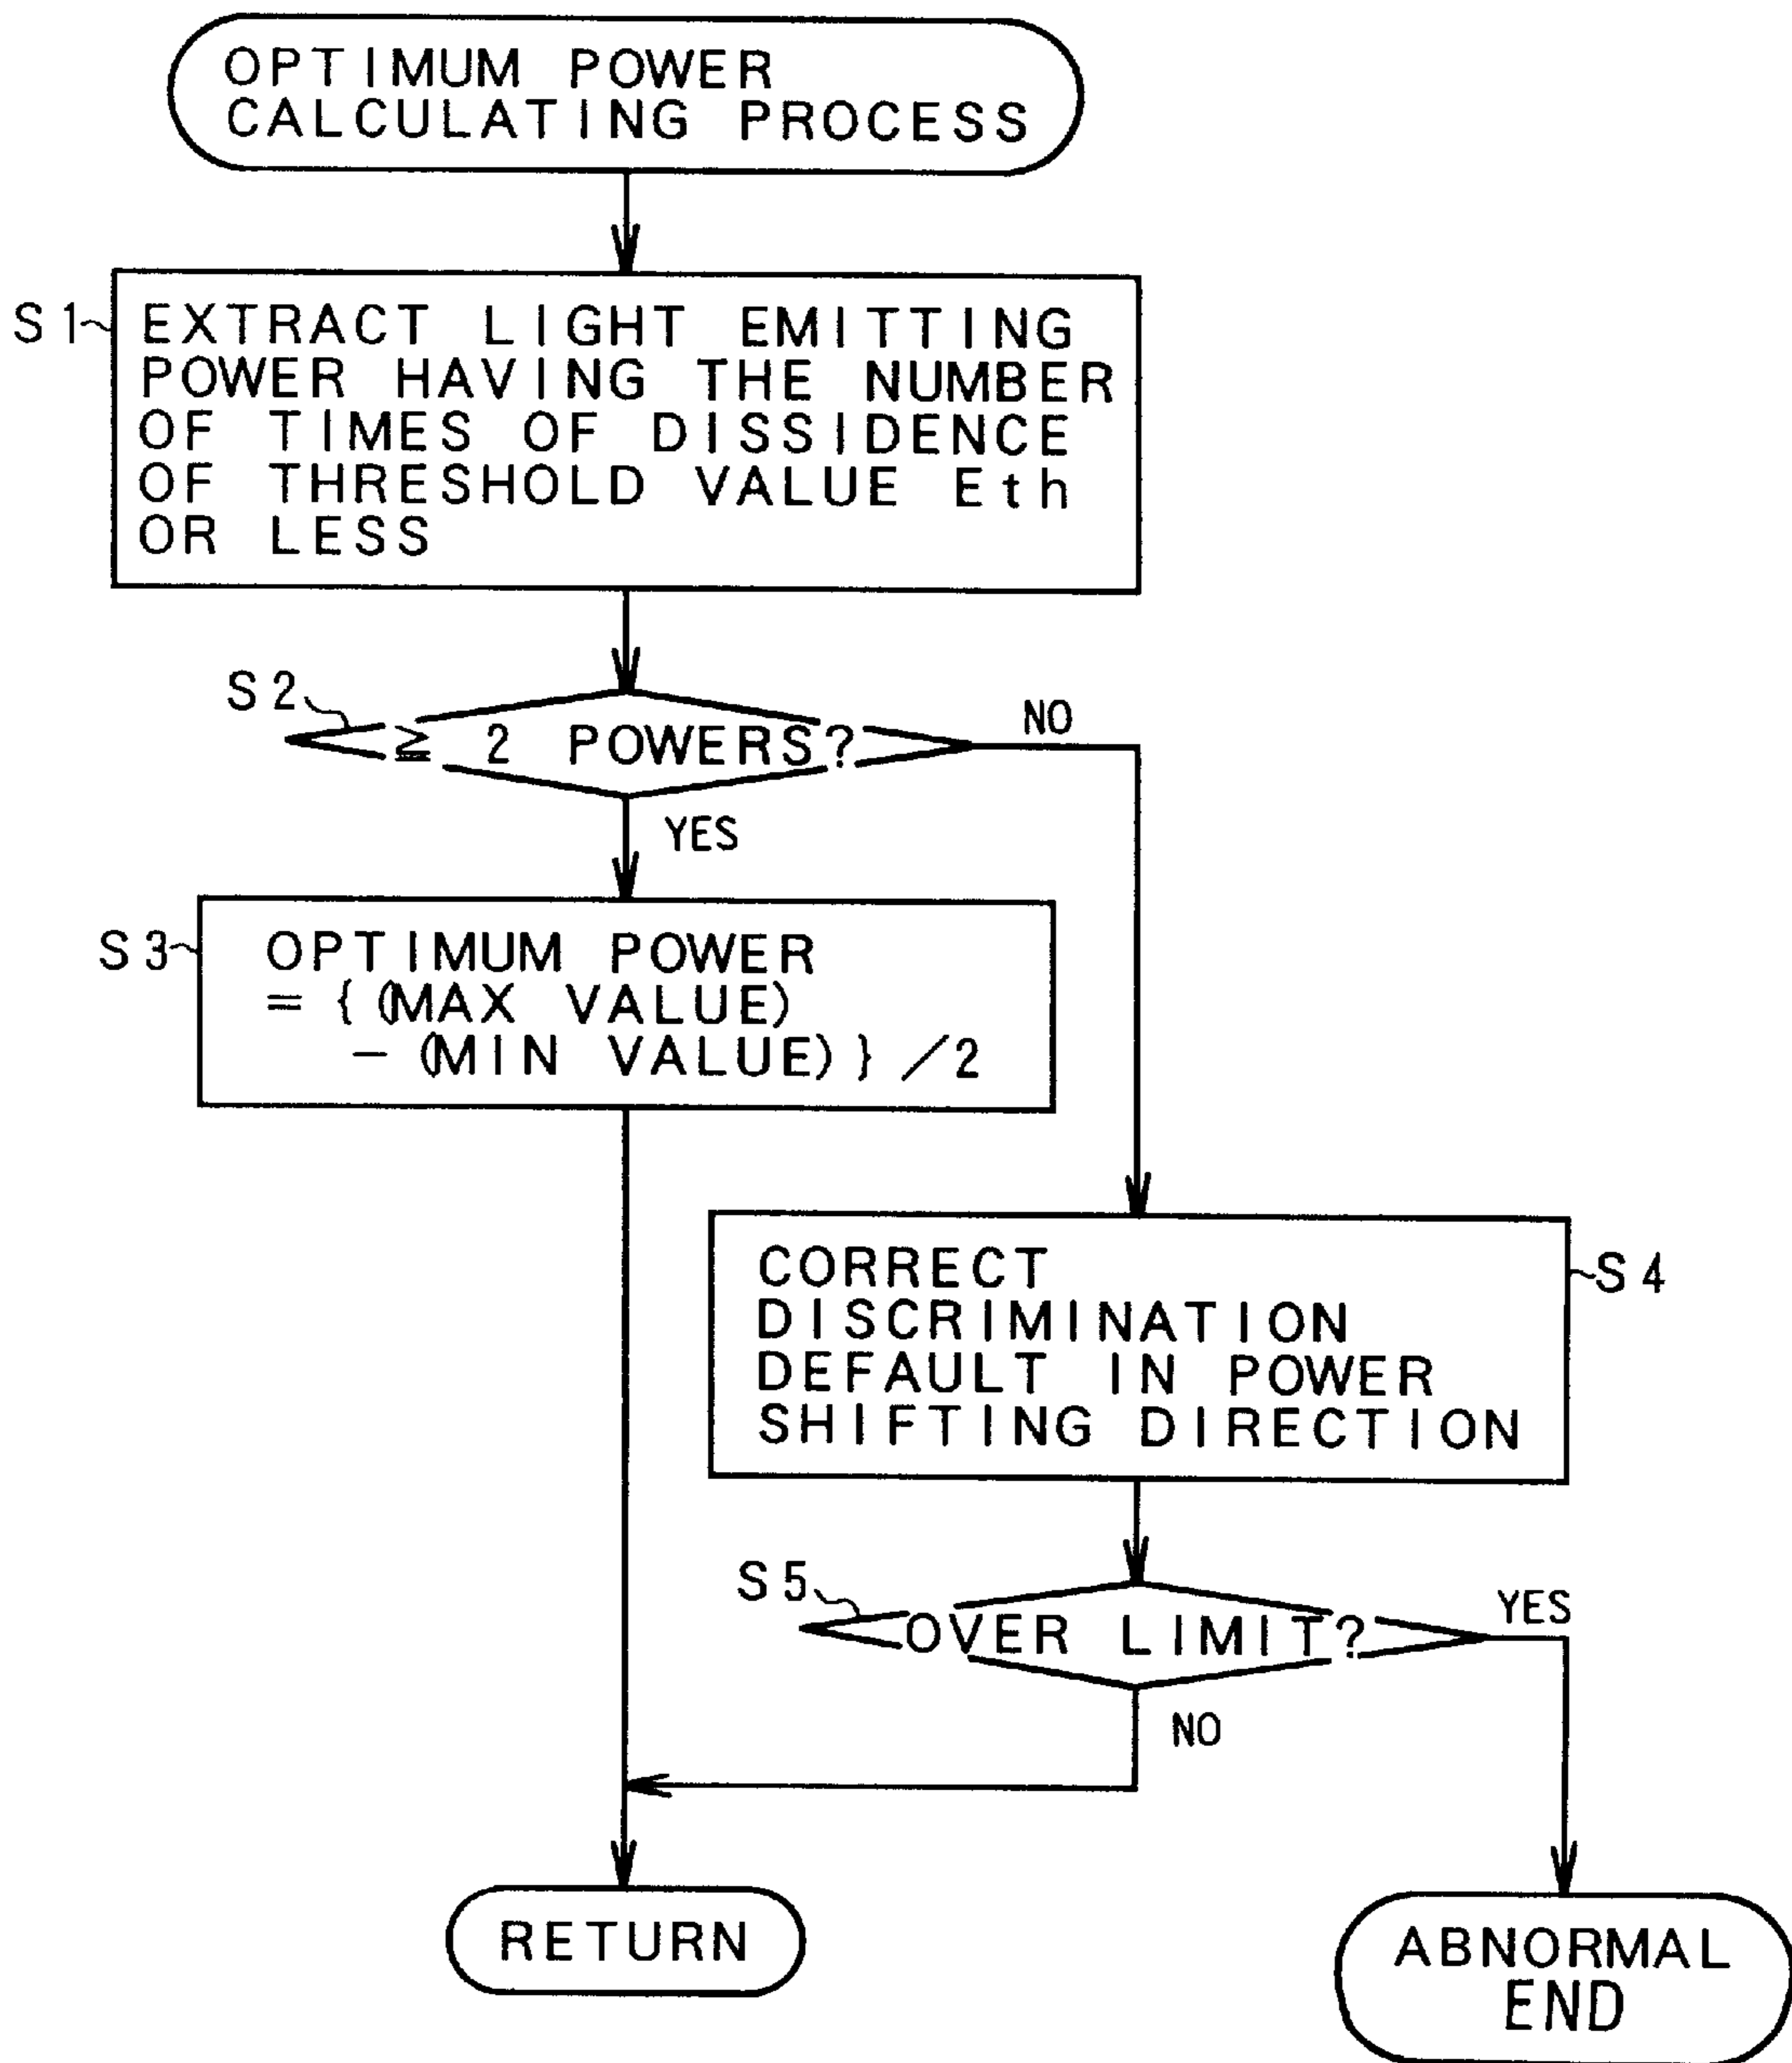 OPTIMUM POWER
CALCULATING PROCESS
S1
EXTRACT LIGHT EMITTING
POWER HAVING THE NUMBER
OF TIMES OF DISSIDENCE
OF THRESHOLD VALUE Eth
OR LESS
S2
≧ 2 POWERS?
NO
YES
S3
OPTIMUM POWER
= {(MAX VALUE)
- (MIN VALUE)} /2
CORRECT
DISCRIMINATION
DEFAULT IN POWER
SHIFTING DIRECTION
S4
S5
OVER LIMIT?
YES
NO
RETURN
ABNORMAL
END